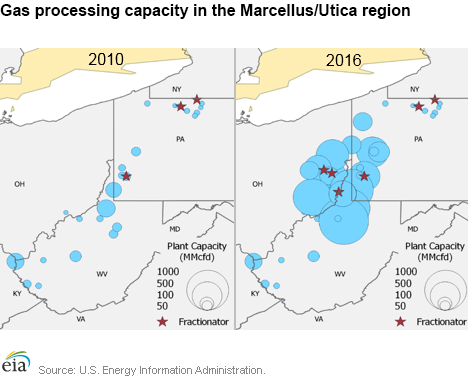 Gas processing capacity in the Marcellus/Utica region
2010
NY
PA
OH
MD
WV
KY
VA
Plant Capacity
(MMcfd)
1000
500
100
50
Fractionator
2016
NY
PA
OH
MD
WV
KY
VA
Plant Capacity
(MMcfd)
1000
500
100
50
Fractionator
eia
Source: U.S. Energy Information Administration.